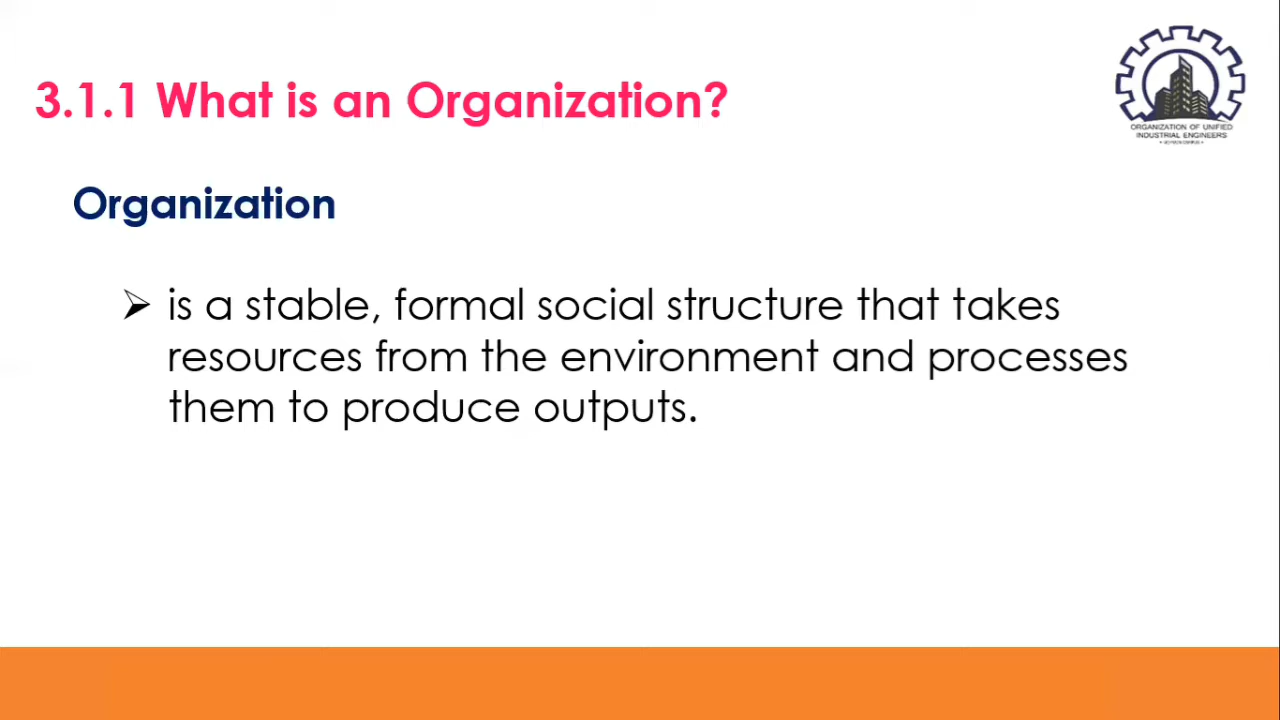 3.1.1 What is an Organization?
ORGANIZATION OF UNIFIED
INDUSTRIAL ENGINEERS
Organization
➢ is a stable, formal social structure that takes
resources from the environment and processes
them to produce outputs.